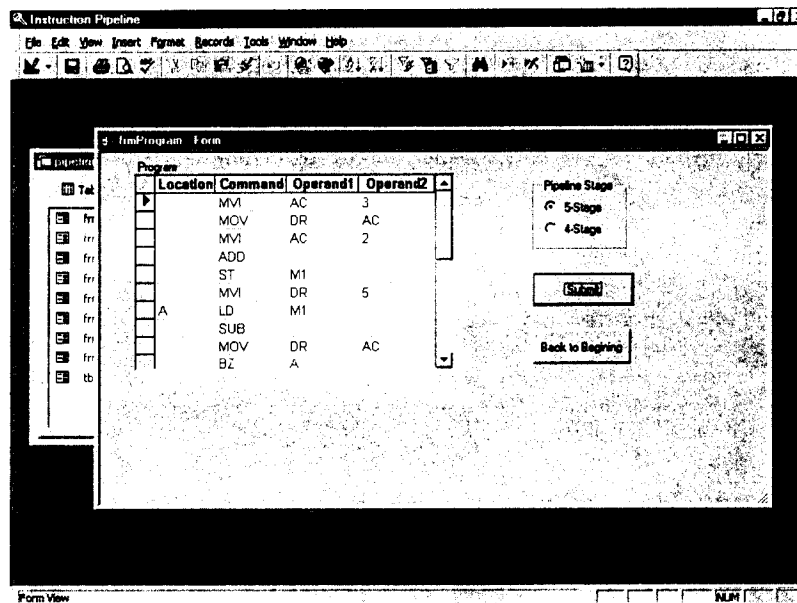 Instruction Pipeline
File Edit View Insert Format Records Tools Window Help
frmProgram Form
Program
Location Command Operand1 Operand2
MVI AC 3
MOV DR AC
MVI AC 2
ADD
ST M1
MVI DR 5
A LD M1
SUB
MOV DR AC
BZ A
Pipeline Stage
5-Stage
4-Stage
Submit
Back to Begining
Form View
NUM